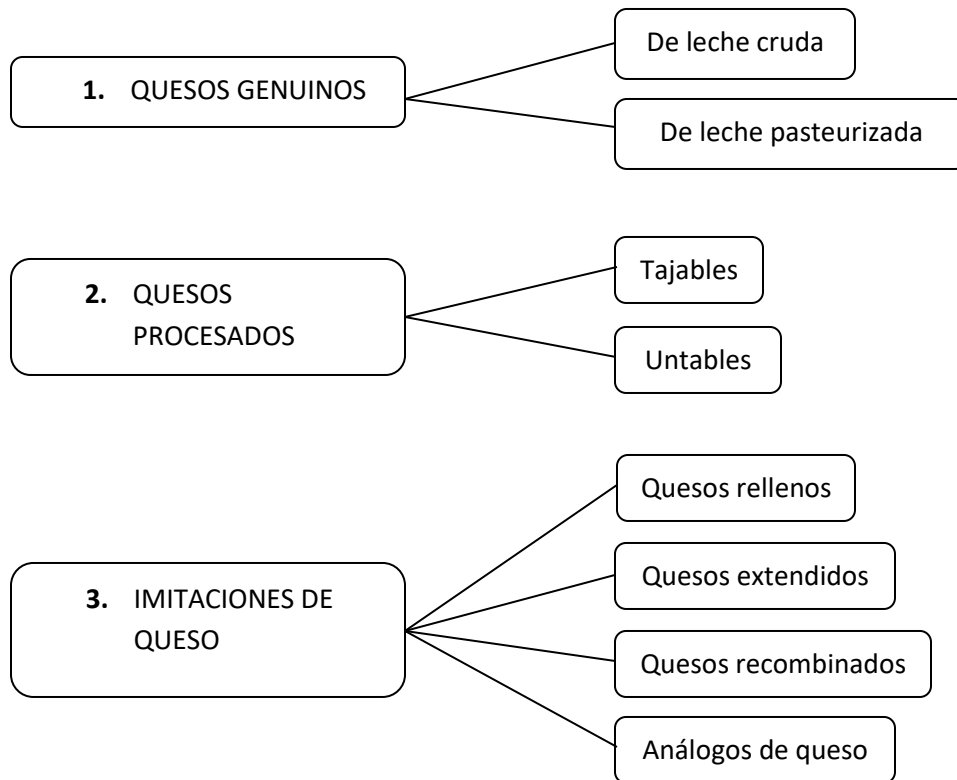 De leche cruda
1. QUESOS GENUINOS
De leche pasteurizada
2. QUESOS
PROCESADOS
Tajables
Untables
3. IMITACIONES DE
QUESO
Quesos rellenos
Quesos extendidos
Quesos recombinados
Análogos de queso